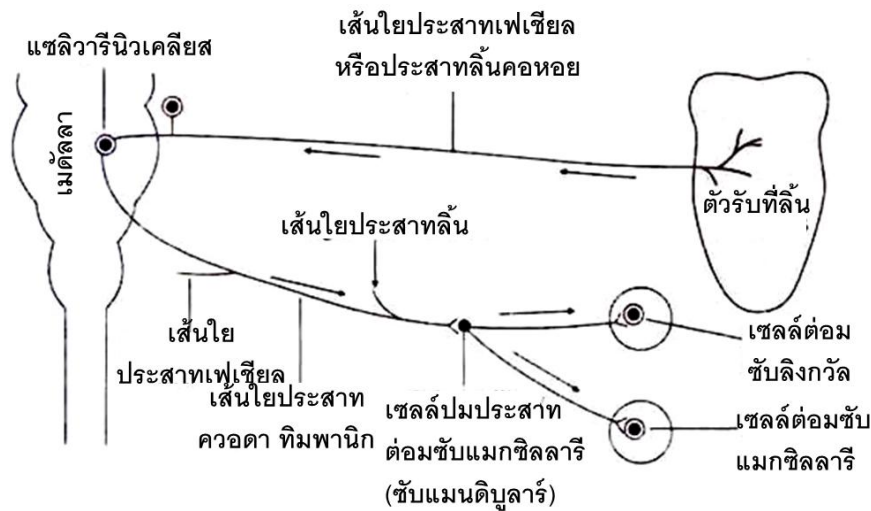 เส้นใยประสาทเฟเชียล
หรือประสาทลิ้นคอหอย
แซลิวารีนิวเคลียส
เมดัลลา
ตัวรับที่ลิ้น
เส้นใยประสาทลิ้น
เส้นใย
ประสาทเฟเชียล
เส้นใยประสาท
ควอดา ทิมพานิก
เซลล์ปมประสาท
ต่อมซับแมกซิลลารี
(ซับแมนดิบูลาร์)
เซลล์ต่อม
ซับลิงกวัล
เซลล์ต่อมซับ
แมกซิลลารี